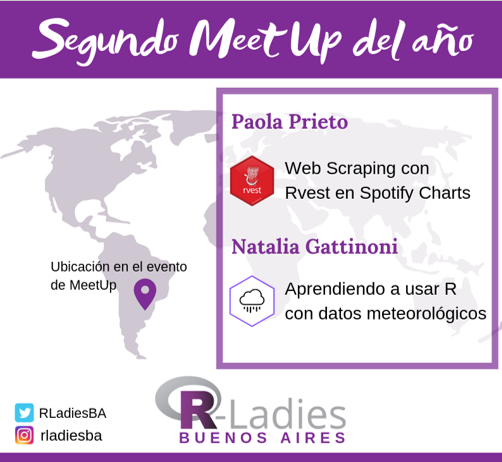 Segundo MeetUp del año
Paola Prieto
rvest
Web Scraping con
Rvest en Spotify Charts
Natalia Gattinoni
Aprendiendo a usar R
con datos meteorológicos
Ubicación en el evento
de MeetUp
RLadiesBA
rladiesba
R-Ladies
BUENOS AIRES